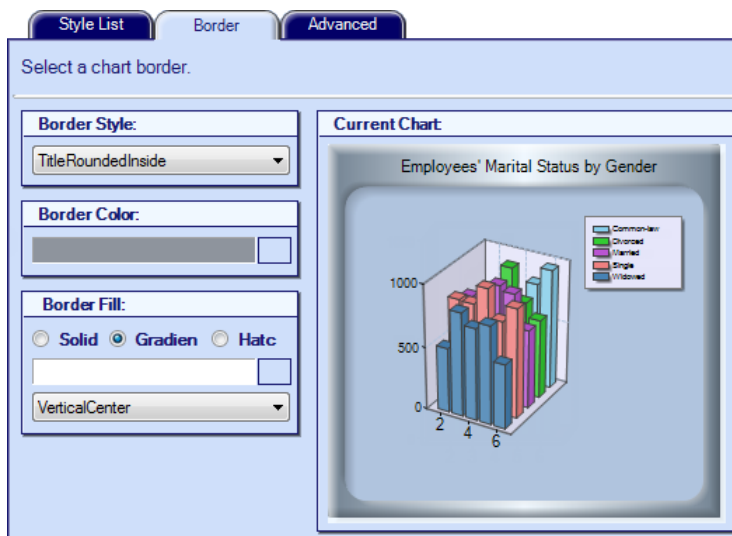 Style List Border Advanced
Select a chart border.
Border Style:
TitleRoundedInside
Border Color:
Border Fill:
Solid Gradien Hatc
VerticalCenter
Current Chart:
Employees' Marital Status by Gender
Common-law
Divorced
Married
Single
Widowed
1000
500
0
2
4
6